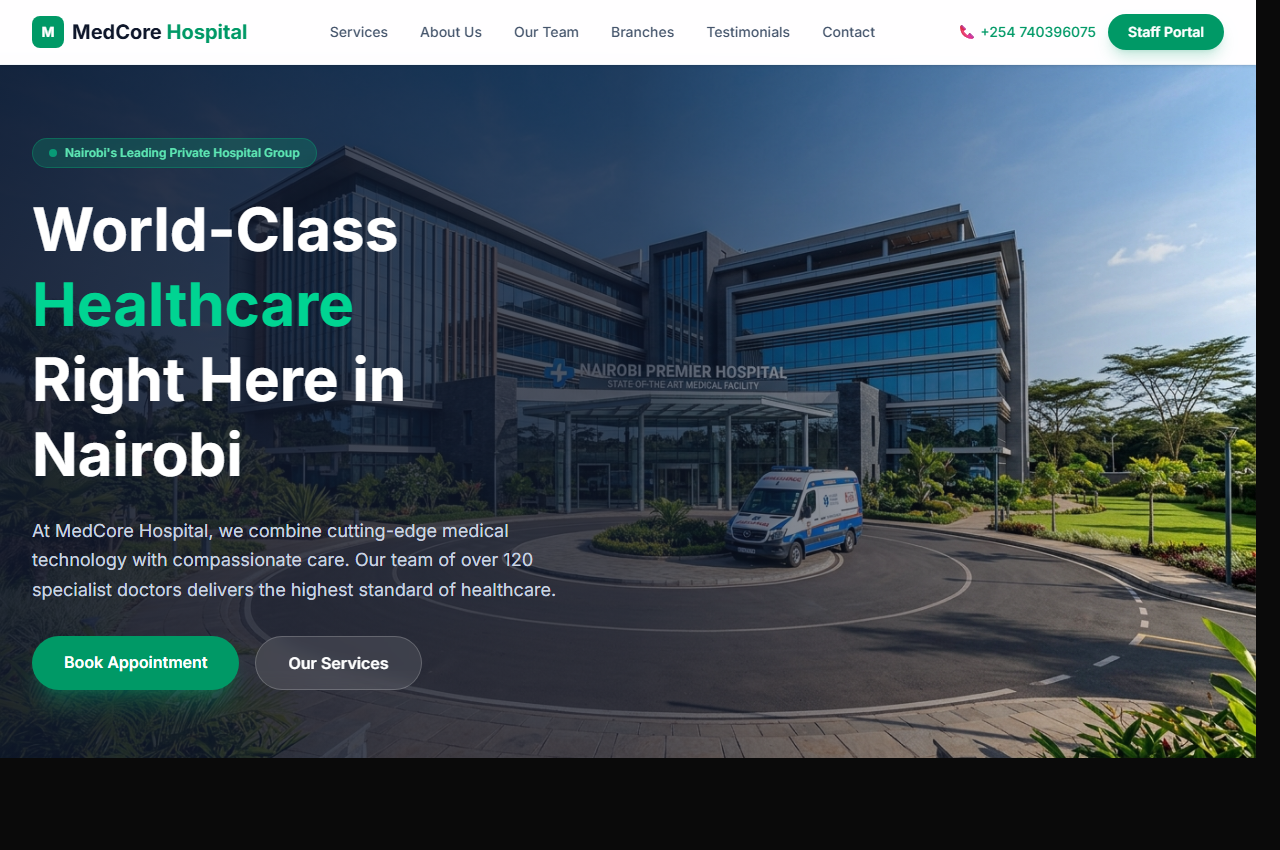 M MedCore Hospital
Services About Us Our Team Branches Testimonials Contact
+254 740396075 Staff Portal
Nairobi's Leading Private Hospital Group
World-Class
Healthcare
Right Here in
Nairobi
NAIROBI PREMIER HOSPITAL
STATE-OF-THE ART MEDICAL FACILITY
At MedCore Hospital, we combine cutting-edge medical
technology with compassionate care. Our team of over 120
specialist doctors delivers the highest standard of healthcare.
Book Appointment Our Services